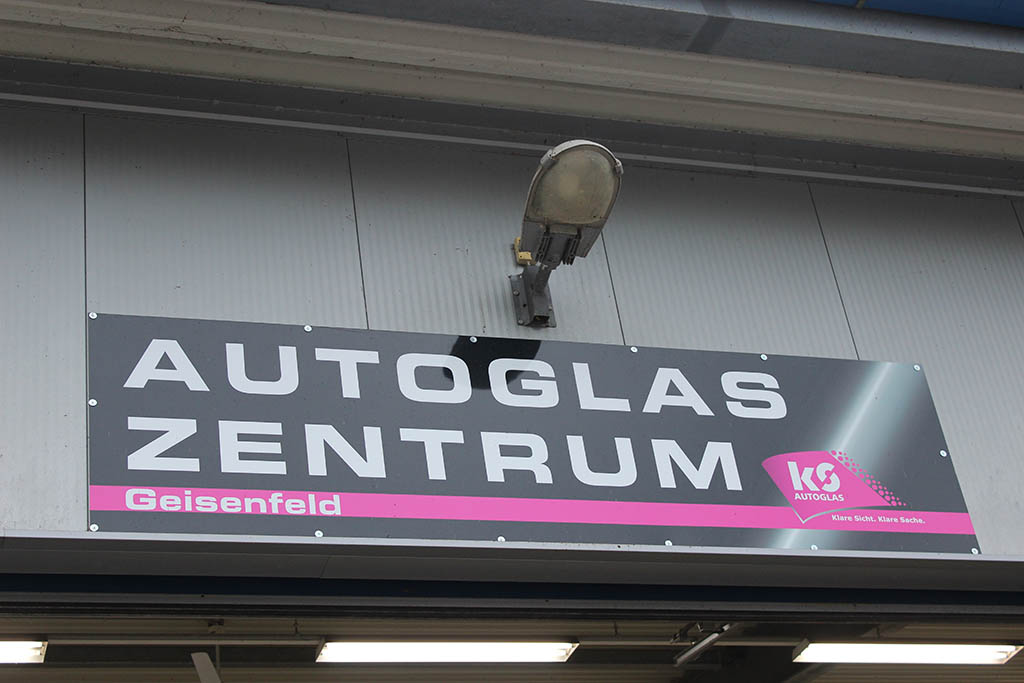 AUTOGLAS
ZENTRUM
Geisenfeld
KS
AUTOGLAS
Klare Sicht. Klare Sache.